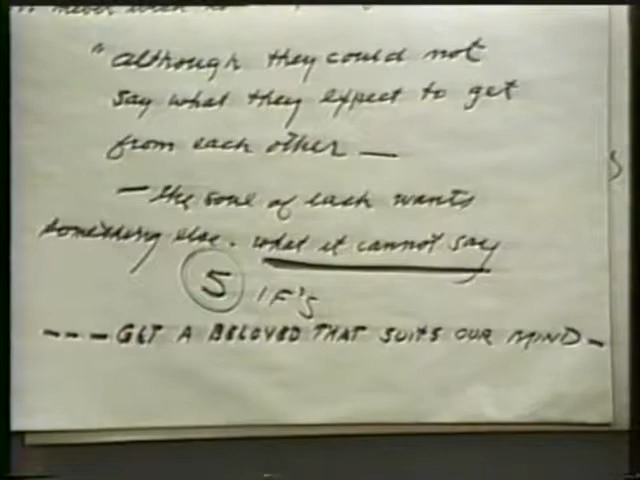 "although they could not
say what they expect to get
from each other —
— the soul of each wants
something else. what it cannot say
5 IF'S
--- GET A BELOVED THAT SUITS OUR MIND -